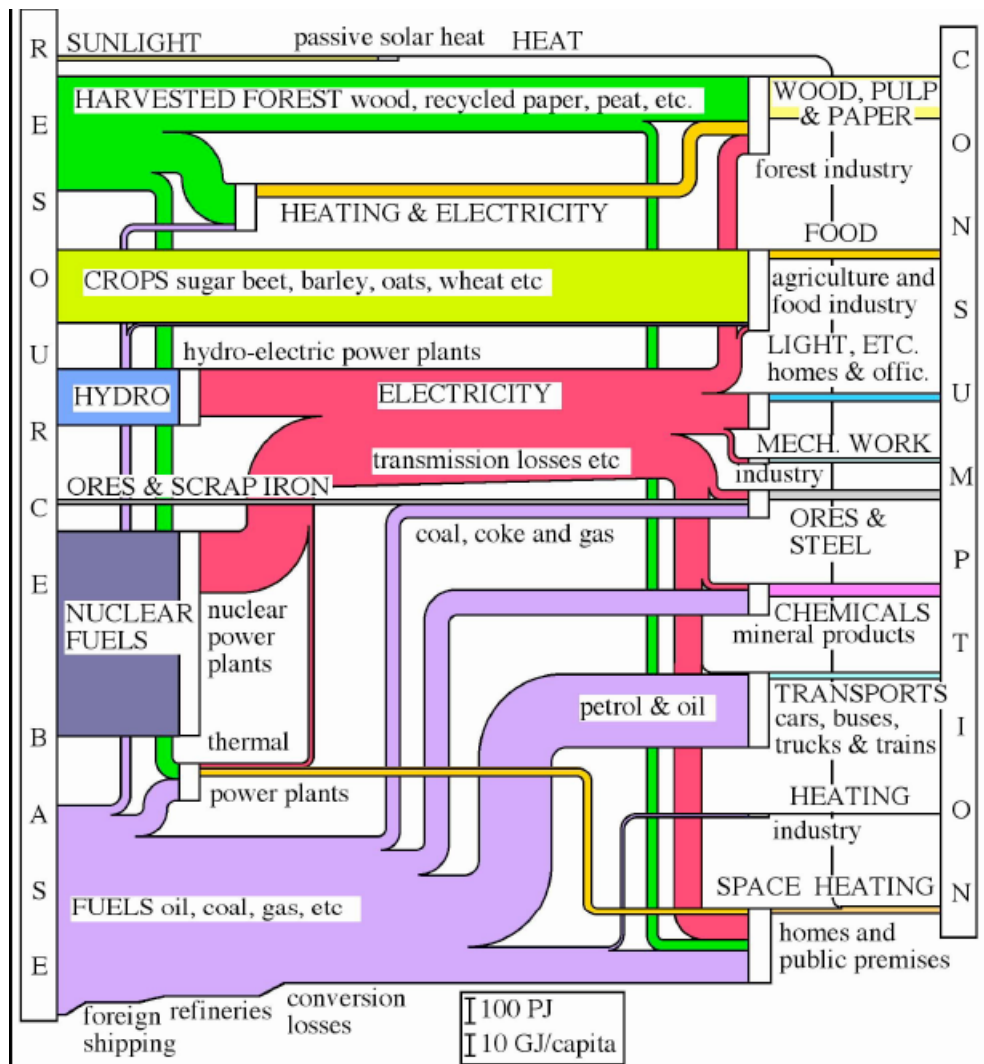 RESOURCE BASE
SUNLIGHT
passive solar heat
HEAT
HARVESTED FOREST wood, recycled paper, peat, etc.
WOOD, PULP
& PAPER
forest industry
HEATING & ELECTRICITY
FOOD
CROPS sugar beet, barley, oats, wheat etc
agriculture and
food industry
hydro-electric power plants
LIGHT, ETC.
homes & offic.
HYDRO
ELECTRICITY
MECH. WORK
transmission losses etc
industry
ORES & SCRAP IRON
coal, coke and gas
ORES &
STEEL
NUCLEAR
FUELS
nuclear
power
plants
CHEMICALS
mineral products
petrol & oil
TRANSPORTS
cars, buses,
trucks & trains
thermal
power plants
HEATING
industry
SPACE HEATING
FUELS oil, coal, gas, etc
homes and
public premises
foreign
shipping
refineries
conversion
losses
100 PJ
10 GJ/capita
CONSUMPTION